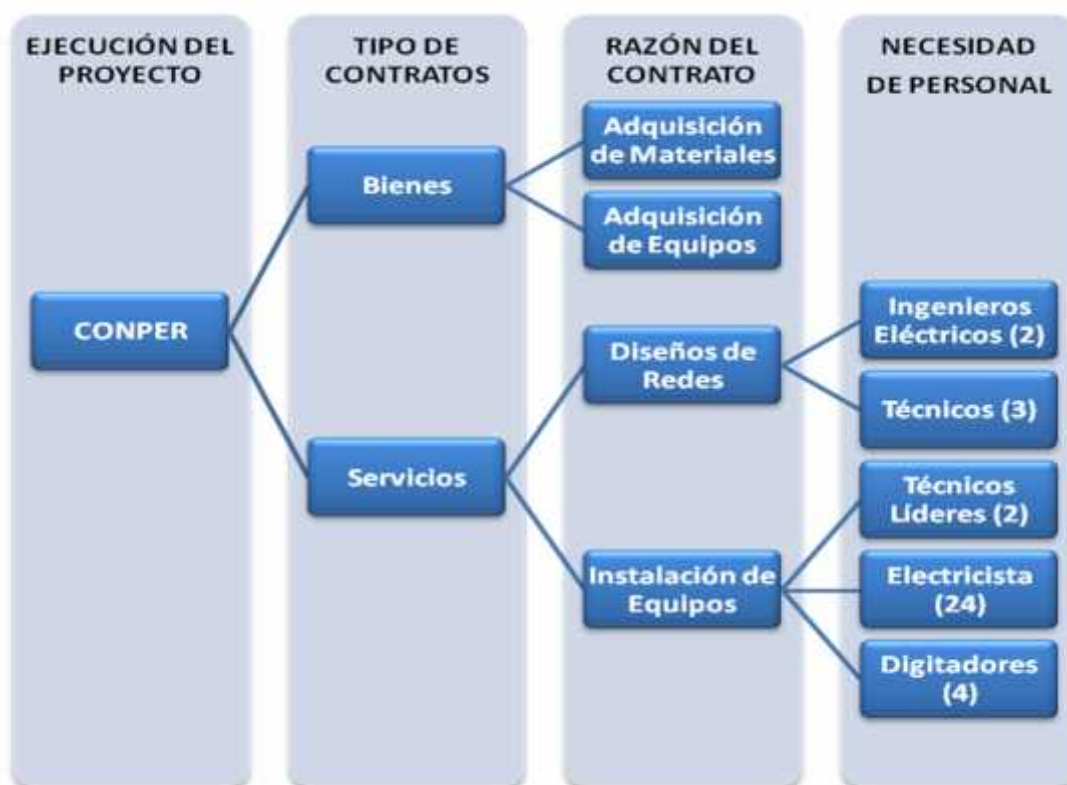 EJECUCIÓN DEL
PROYECTO
TIPO DE
CONTRATOS
RAZÓN DEL
CONTRATO
NECESIDAD
DE PERSONAL
CONPER
Bienes
Servicios
Adquisición
de Materiales
Adquisición
de Equipos
Diseños de
Redes
Instalación de
Equipos
Ingenieros
Eléctricos (2)
Técnicos (3)
Técnicos
Líderes (2)
Electricista
(24)
Digitadores
(4)